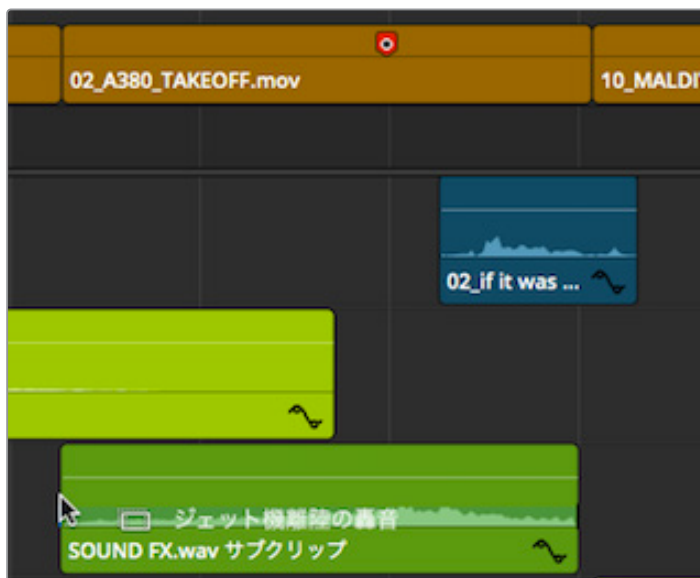 02_A380_TAKEOFF.mov
10_MALDI
02_if it was ...
ジェット機離陸の轟音
SOUND FX.wav サブクリップ